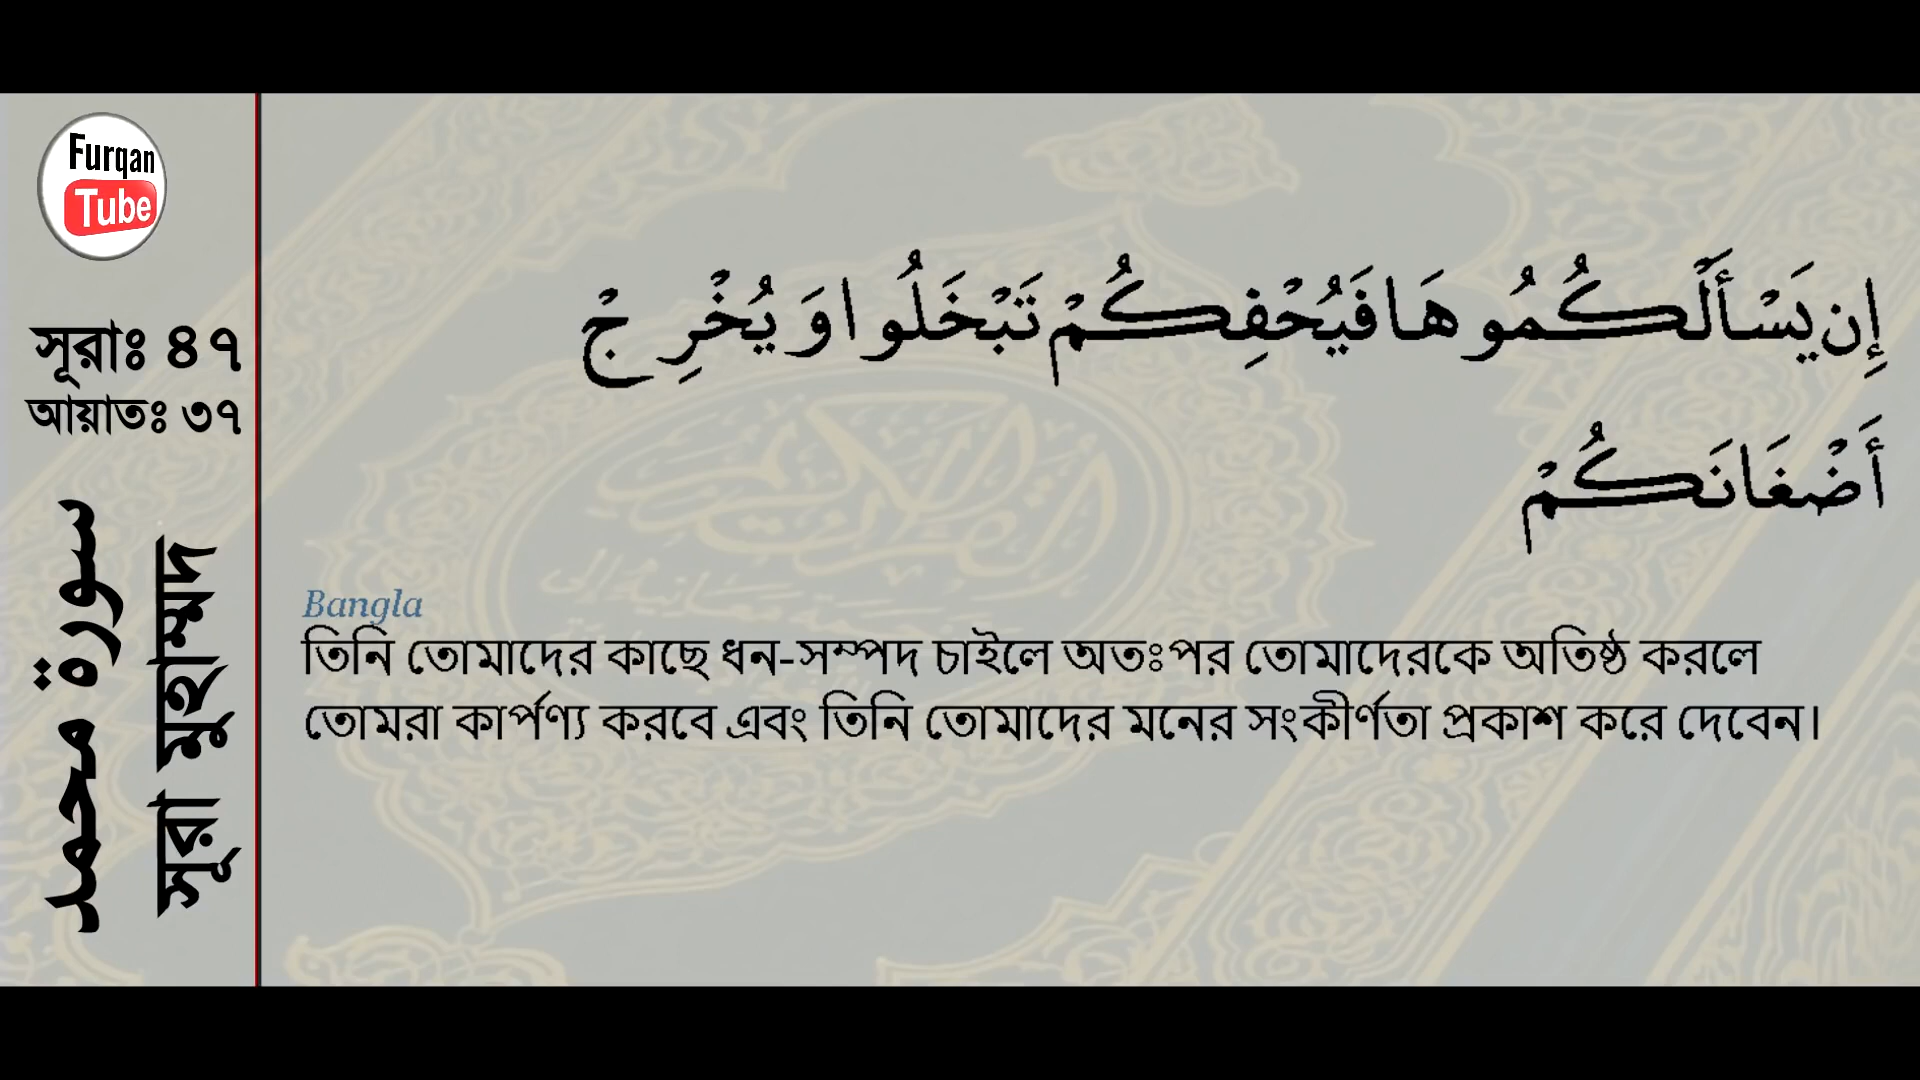 Furqan
Tube
সূরাঃ ৪৭
আয়াতঃ ৩৭
سورة محمد
সূরা মুহাম্মদ
إِن يَسْأَلْكُمُوهَا فَيُحْفِكُمْ تَبْخَلُوا وَيُخْرِجْ
أَضْغَانَكُمْ
Bangla
তিনি তোমাদের কাছে ধন-সম্পদ চাইলে অতঃপর তোমাদেরকে অতিষ্ঠ করলে
তোমরা কার্পণ্য করবে এবং তিনি তোমাদের মনের সংকীর্ণতা প্রকাশ করে দেবেন।